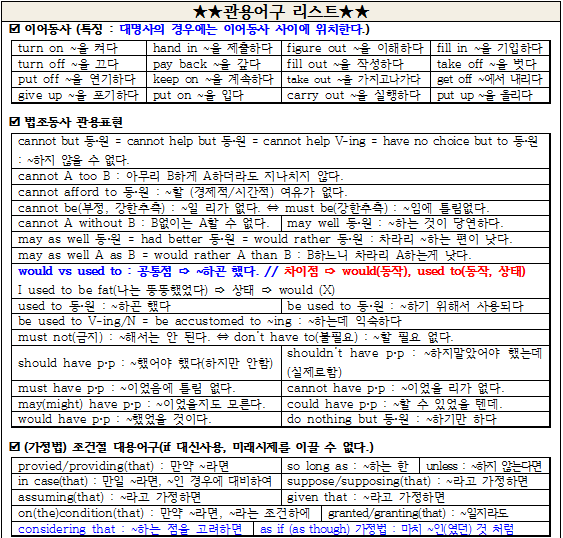 ★★관용어구 리스트★★
☑ 이어동사 (특징 : 대명사의 경우에는 이어동사 사이에 위치한다.)
turn on ~을 켜다 hand in ~을 제출하다 figure out ~을 이해하다 fill in ~을 기입하다
turn off ~을 끄다 pay back ~을 갚다 fill out ~을 작성하다 take off ~을 벗다
put off ~을 연기하다 keep on ~을 계속하다 take out ~을 가지고나가다 get off ~에서 내리다
give up ~을 포기하다 put on ~을 입다 carry out ~을 실행하다 put up ~을 올리다
☑ 법조동사 관용표현
cannot but 동·원 = cannot help but 동·원 = cannot help V-ing = have no choice but to 동·원
: ~하지 않을 수 없다.
cannot A too B : 아무리 B하게 A하더라도 지나치지 않다.
cannot afford to 동·원 : ~할 (경제적/시간적) 여유가 없다.
cannot be(부정, 강한추측) : ~일 리가 없다. ⇔ must be(강한추측) : ~임에 틀림없다.
cannot A without B : B없이는 A할 수 없다. may well 동·원 : ~하는 것이 당연하다.
may as well 동·원 = had better 동·원 = would rather 동·원 : 차라리 ~하는 편이 낫다.
may as well A as B = would rather A than B : B하느니 차라리 A하는게 낫다.
would vs used to : 공통점 ⇨ ~하곤 했다. // 차이점 ⇨ would(동작), used to(동작, 상태)
I used to be fat(나는 뚱뚱했었다) ⇨ 상태 ⇨ would (X)
used to 동·원 : ~하곤 했다 be used to 동·원 : ~하기 위해서 사용되다
be used to V-ing/N = be accustomed to ~ing : ~하는데 익숙하다
must not(금지) : ~해서는 안 된다. ⇔ don't have to(불필요) : ~할 필요 없다.
should have p·p : ~했어야 했다(하지만 안함) shouldn't have p·p : ~하지말았어야 했는데
(실제로함)
must have p·p : ~이었음에 틀림 없다. cannot have p·p : ~이었을 리가 없다.
may(might) have p·p : ~이었을지도 모른다. could have p·p : ~할 수 있었을 텐데.
would have p·p : ~했었을 것이다. do nothing but 동·원 : ~하기만 하다
☑ (가정법) 조건절 대용어구(if 대신사용, 미래시제를 이끌 수 없다.)
provied/providing(that) : 만약 ~라면 so long as : ~하는 한 unless : ~하지 않는다면
in case(that) : 만일 ~라면, ~인 경우에 대비하여 suppose/supposing(that) : ~라고 가정하면
assuming(that) : ~라고 가정하면 given that : ~라고 가정하면
on(the)condition(that) : 만약 ~라면, ~라는 조건하에 granted/granting(that) : ~일지라도
considering that : ~하는 점을 고려하면 as if (as though) 가정법 : 마치 ~인(였던) 것 처럼